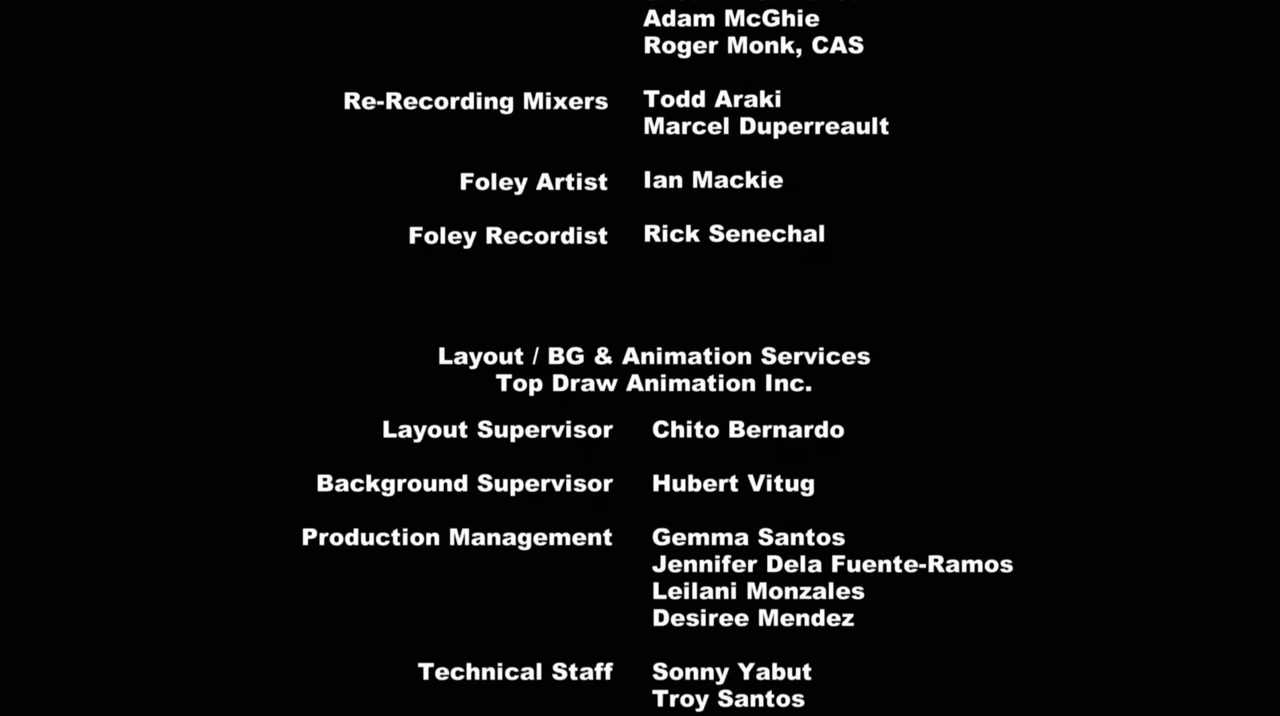 Adam McGhie
Roger Monk, CAS
Re-Recording Mixers Todd Araki
Marcel Duperreault
Foley Artist Ian Mackie
Foley Recordist Rick Senechal
Layout / BG & Animation Services
Top Draw Animation Inc.
Layout Supervisor Chito Bernardo
Background Supervisor Hubert Vitug
Production Management Gemma Santos
Jennifer Dela Fuente-Ramos
Leilani Monzales
Desiree Mendez
Technical Staff Sonny Yabut
Troy Santos